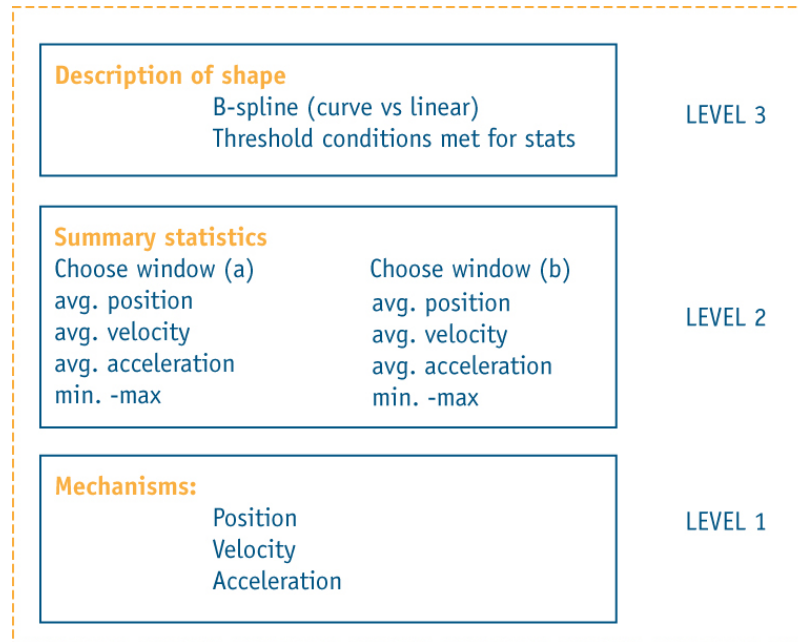 Description of shape
B-spline (curve vs linear)
Threshold conditions met for stats
LEVEL 3
Summary statistics
Choose window (a)
avg. position
avg. velocity
avg. acceleration
min. -max
Choose window (b)
avg. position
avg. velocity
avg. acceleration
min. -max
LEVEL 2
Mechanisms:
Position
Velocity
Acceleration
LEVEL 1